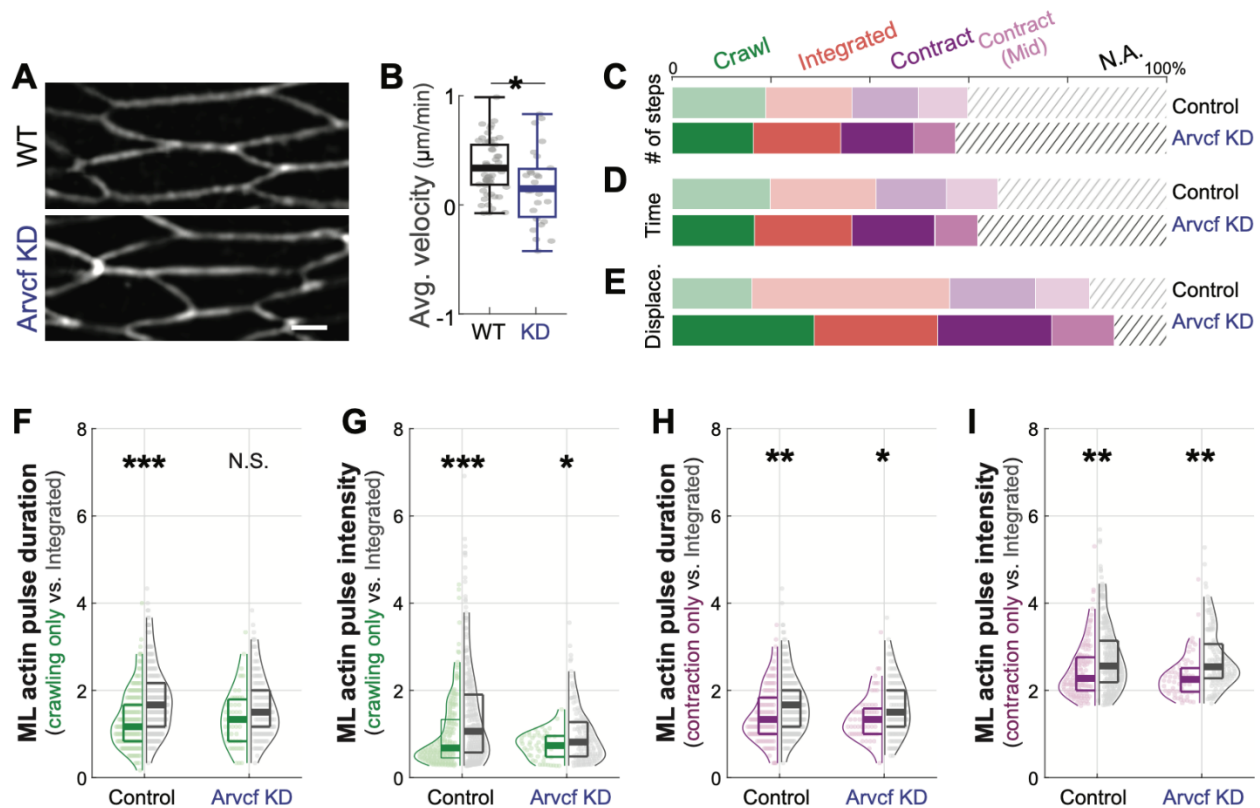 A
WT
Arvcf KD
B
*
Avg. velocity (µm/min)
1
0
-1
WT
KD
Crawl
Integrated
Contract
Contract
(Mid)
N.A.
0
100%
C
# of steps
Control
Arvcf KD
D
Time
Control
Arvcf KD
E
Displace.
Control
Arvcf KD
F
ML actin pulse duration
(crawling only vs. Integrated)
8
6
4
2
0
***
N.S.
Control
Arvcf KD
G
ML actin pulse intensity
(crawling only vs. Integrated)
8
6
4
2
0
***
*
Control
Arvcf KD
H
ML actin pulse duration
(contraction only vs. Integrated)
8
6
4
2
0
**
*
Control
Arvcf KD
I
ML actin pulse intensity
(contraction only vs. Integrated)
8
6
4
2
0
**
**
Control
Arvcf KD